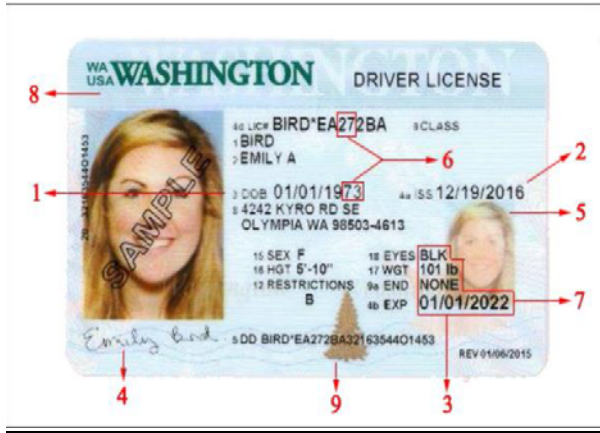 WA
USA WASHINGTON DRIVER LICENSE
8
4d LIC# BIRD*EA272BA 9 CLASS
1 BIRD
2 EMILY A
6
2
3 DOB 01/01/1973 4a ISS 12/19/2016
1
5
8 4242 KYRO RD SE
OLYMPIA WA 98503-4613
SAMPLE
20 3216354401453
15 SEX F 18 EYES BLK
16 HGT 5'-10" 17 WGT 101 lb
12 RESTRICTIONS 9a END NONE
B 4b EXP 01/01/2022
7
Emily Bird
5 DD BIRD*EA272BA3216354401453
REV 01/06/2015
4
9
3